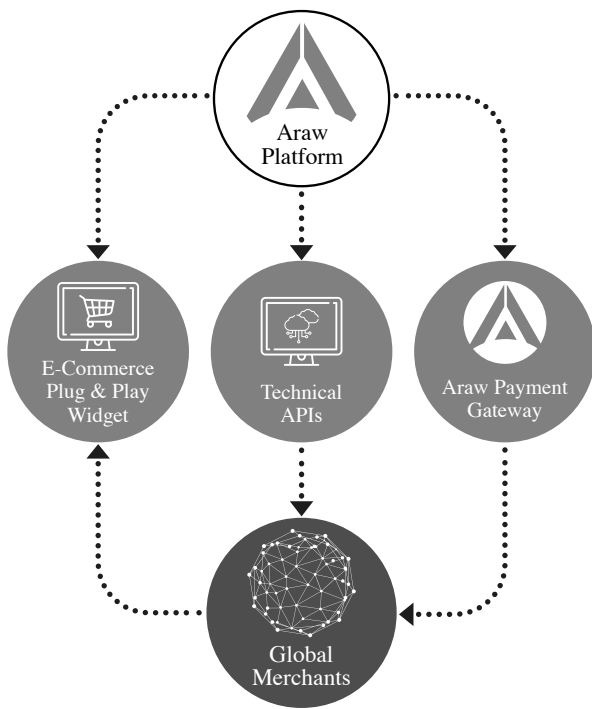 Araw
Platform
E-Commerce
Plug & Play
Widget
Technical
APIs
Araw Payment
Gateway
Global
Merchants